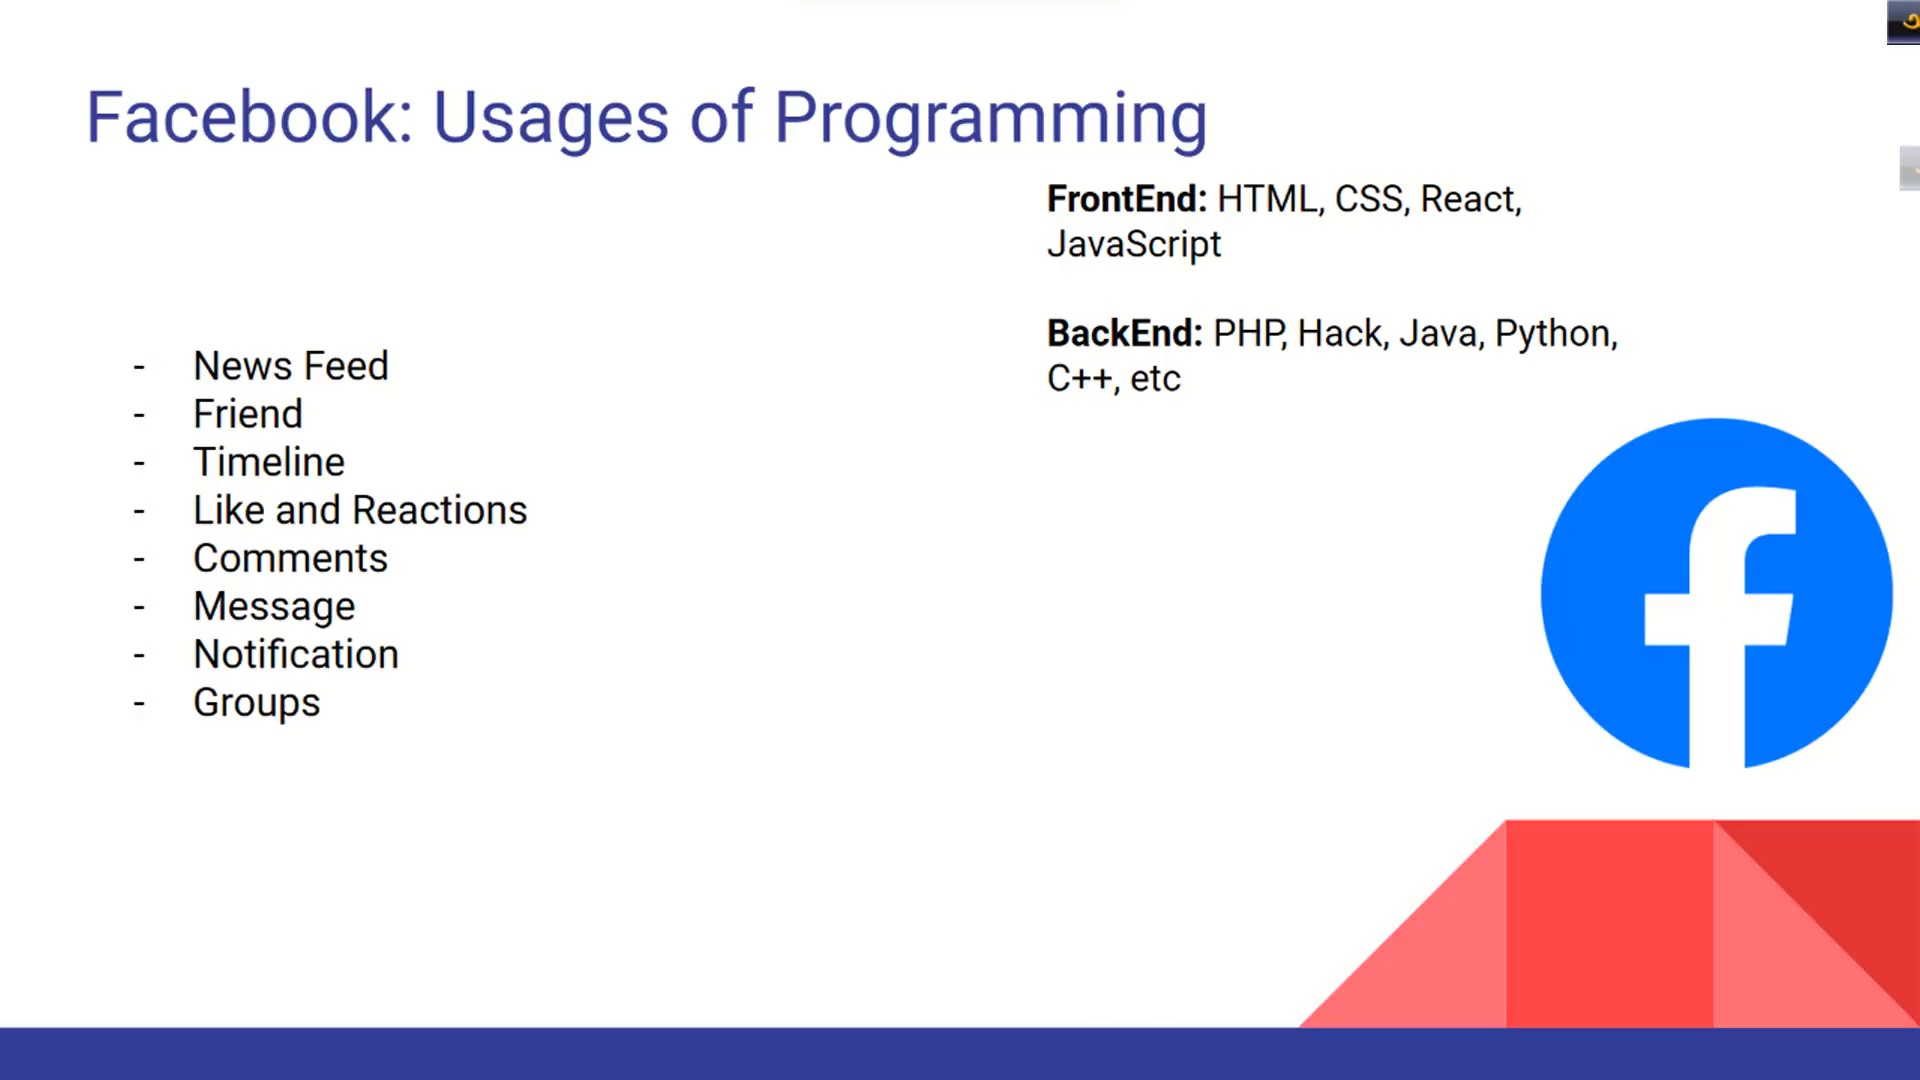 Facebook: Usages of Programming
FrontEnd: HTML, CSS, React,
JavaScript
BackEnd: PHP, Hack, Java, Python,
C++, etc
- News Feed
- Friend
- Timeline
- Like and Reactions
- Comments
- Message
- Notification
- Groups